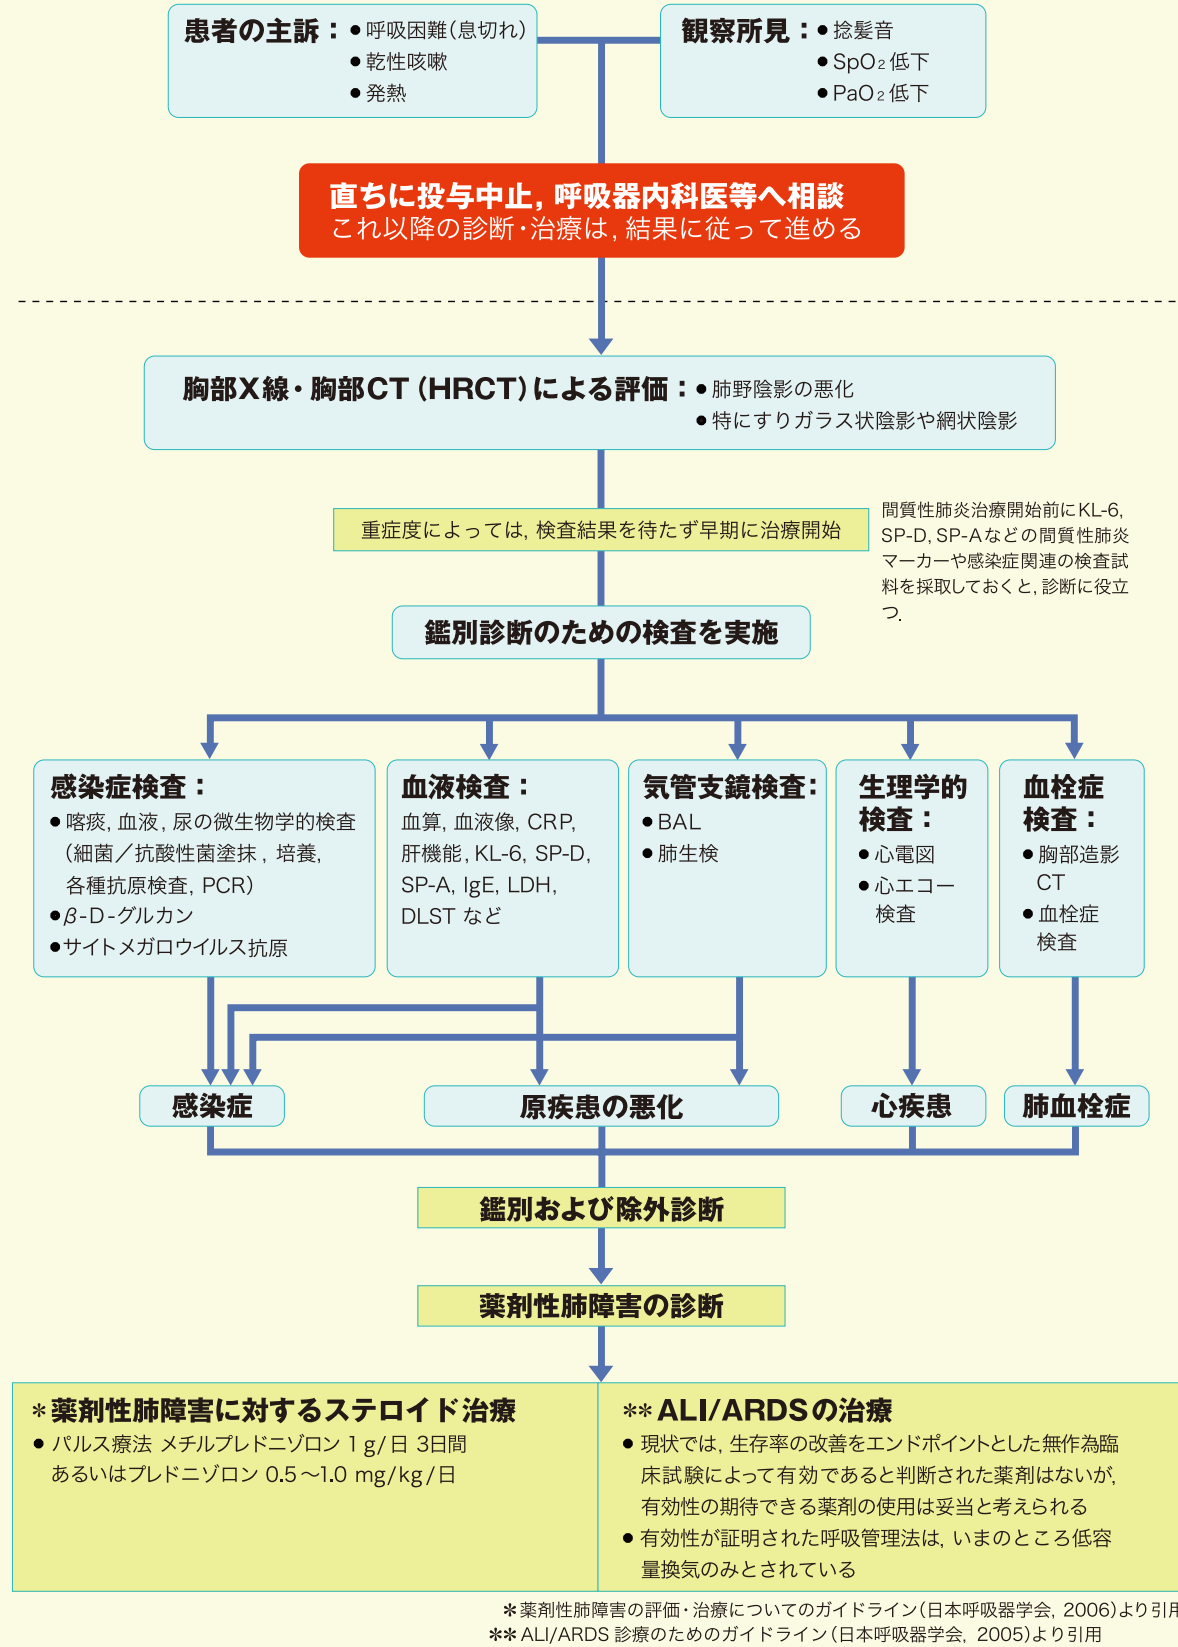 患者の主訴：● 呼吸困難（息切れ）
● 乾性咳嗽
● 発熱
観察所見：● 捻髪音
● SpO₂ 低下
● PaO₂ 低下
直ちに投与中止, 呼吸器内科医等へ相談
これ以降の診断・治療は, 結果に従って進める
胸部X線・胸部CT（HRCT）による評価：● 肺野陰影の悪化
● 特にすりガラス状陰影や網状陰影
重症度によっては, 検査結果を待たず早期に治療開始
間質性肺炎治療開始前にKL-6,
SP-D, SP-Aなどの間質性肺炎
マーカーや感染症関連の検査試
料を採取しておくと, 診断に役立
つ.
鑑別診断のための検査を実施
感染症検査：
● 喀痰, 血液, 尿の微生物学的検査
（細菌／抗酸性菌塗抹, 培養,
各種抗原検査, PCR）
● β-D-グルカン
● サイトメガロウイルス抗原
血液検査：
血算, 血液像, CRP,
肝機能, KL-6, SP-D,
SP-A, IgE, LDH,
DLST など
気管支鏡検査：
● BAL
● 肺生検
生理学的
検査：
● 心電図
● 心エコー
検査
血栓症
検査：
● 胸部造影
CT
● 血栓症
検査
感染症
原疾患の悪化
心疾患
肺血栓症
鑑別および除外診断
薬剤性肺障害の診断
＊薬剤性肺障害に対するステロイド治療
● パルス療法 メチルプレドニゾロン 1 g/日 3日間
あるいはプレドニゾロン 0.5～1.0 mg/kg/日
＊＊ALI/ARDSの治療
● 現状では, 生存率の改善をエンドポイントとした無作為臨
床試験によって有効であると判断された薬剤はないが,
有効性の期待できる薬剤の使用は妥当と考えられる
● 有効性が証明された呼吸管理法は, いまのところ低容
量換気のみとされている
＊薬剤性肺障害の評価・治療についてのガイドライン（日本呼吸器学会, 2006）より引用
＊＊ALI/ARDS 診療のためのガイドライン（日本呼吸器学会, 2005）より引用